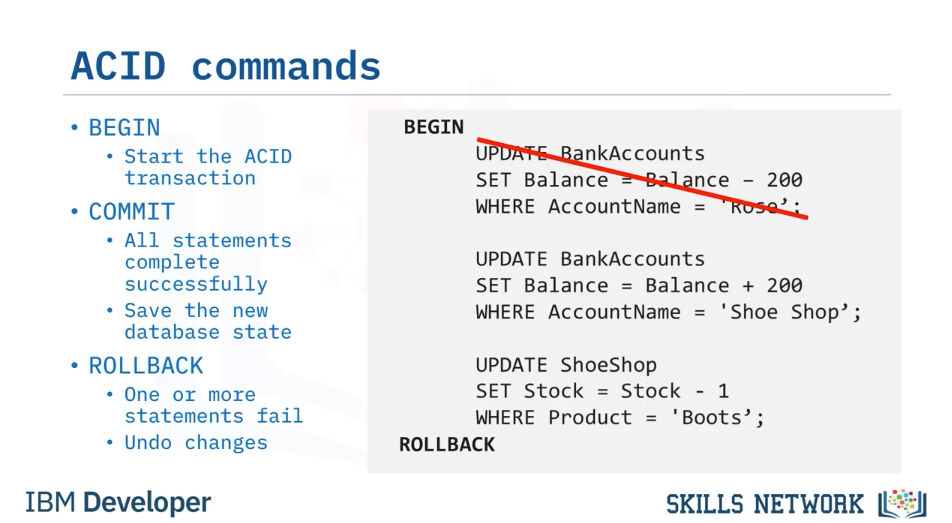 ACID commands
• BEGIN
• Start the ACID
transaction
• COMMIT
• All statements
complete
successfully
• Save the new
database state
• ROLLBACK
• One or more
statements fail
• Undo changes
BEGIN
UPDATE BankAccounts
SET Balance = Balance – 200
WHERE AccountName = 'Rose’;
UPDATE BankAccounts
SET Balance = Balance + 200
WHERE AccountName = 'Shoe Shop’;
UPDATE ShoeShop
SET Stock = Stock - 1
WHERE Product = 'Boots’;
ROLLBACK
IBM Developer
SKILLS NETWORK